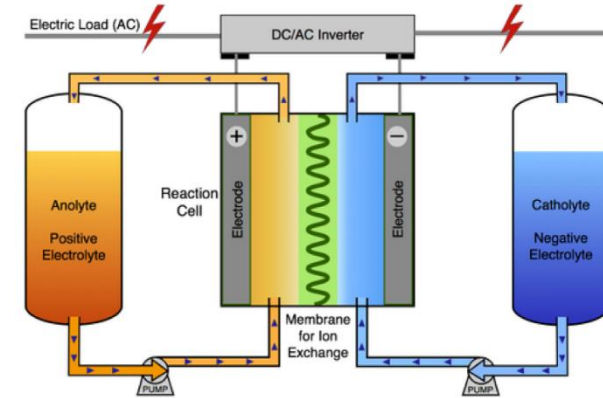 Electric Load (AC)
DC/AC Inverter
+
−
Reaction
Cell
Electrode
Electrode
Anolyte
Positive
Electrolyte
Catholyte
Negative
Electrolyte
Membrane
for Ion
Exchange
PUMP
PUMP